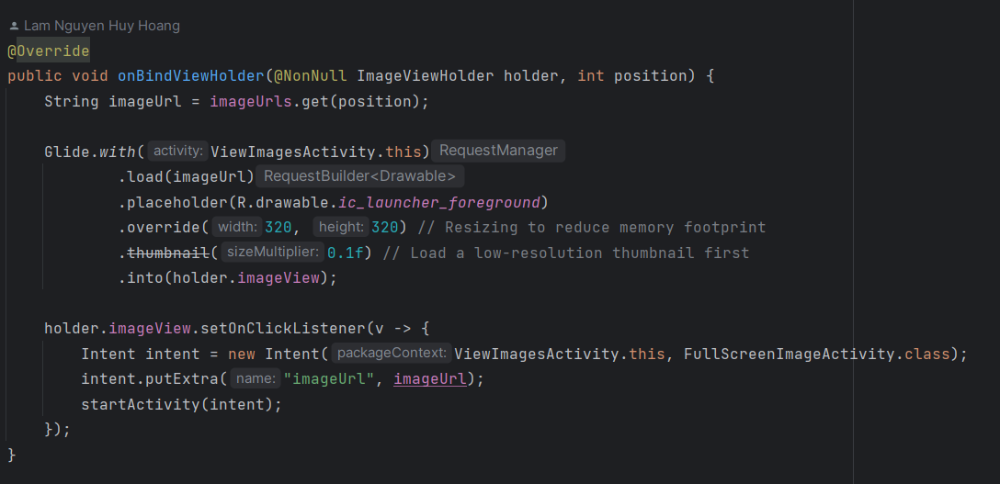 Lam Nguyen Huy Hoang
@Override
public void onBindViewHolder(@NonNull ImageViewHolder holder, int position) {
String imageUrl = imageUrls.get(position);
Glide.with( activity: ViewImagesActivity.this) RequestManager
.load(imageUrl) RequestBuilder<Drawable>
.placeholder(R.drawable.ic_launcher_foreground)
.override( width: 320, height: 320) // Resizing to reduce memory footprint
.thumbnail( sizeMultiplier: 0.1f) // Load a low-resolution thumbnail first
.into(holder.imageView);
holder.imageView.setOnClickListener(v -> {
Intent intent = new Intent( packageContext: ViewImagesActivity.this, FullScreenImageActivity.class);
intent.putExtra( name: "imageUrl", imageUrl);
startActivity(intent);
});
}